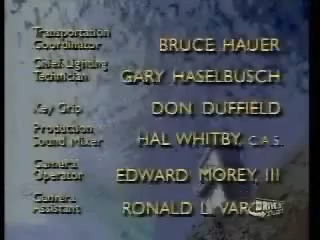 Transportation
Coordinator BRUCE HAUER
Chief Lighting
Technician GARY HASELBUSCH
Key Grip DON DUFFIELD
Production
Sound Mixer HAL WHITBY, C.A.S.
Camera
Operator EDWARD MOREY, III
Camera
Assistant RONALD L.